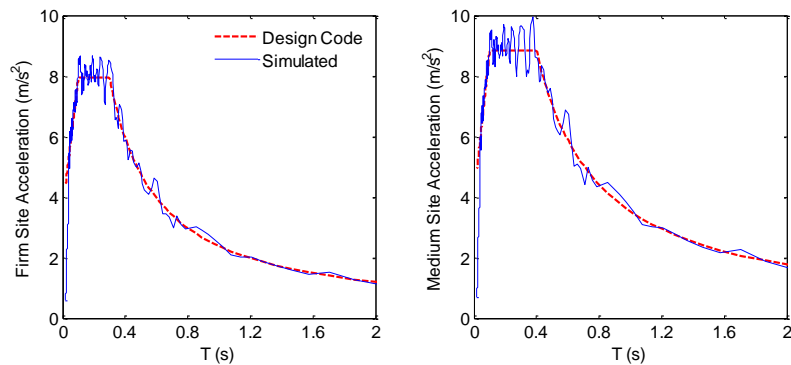 Firm Site Acceleration (m/s²)
10
8
6
4
2
0
0 0.4 0.8 1.2 1.6 2
T (s)
Design Code
Simulated
Medium Site Acceleration (m/s²)
10
8
6
4
2
0
0 0.4 0.8 1.2 1.6 2
T (s)